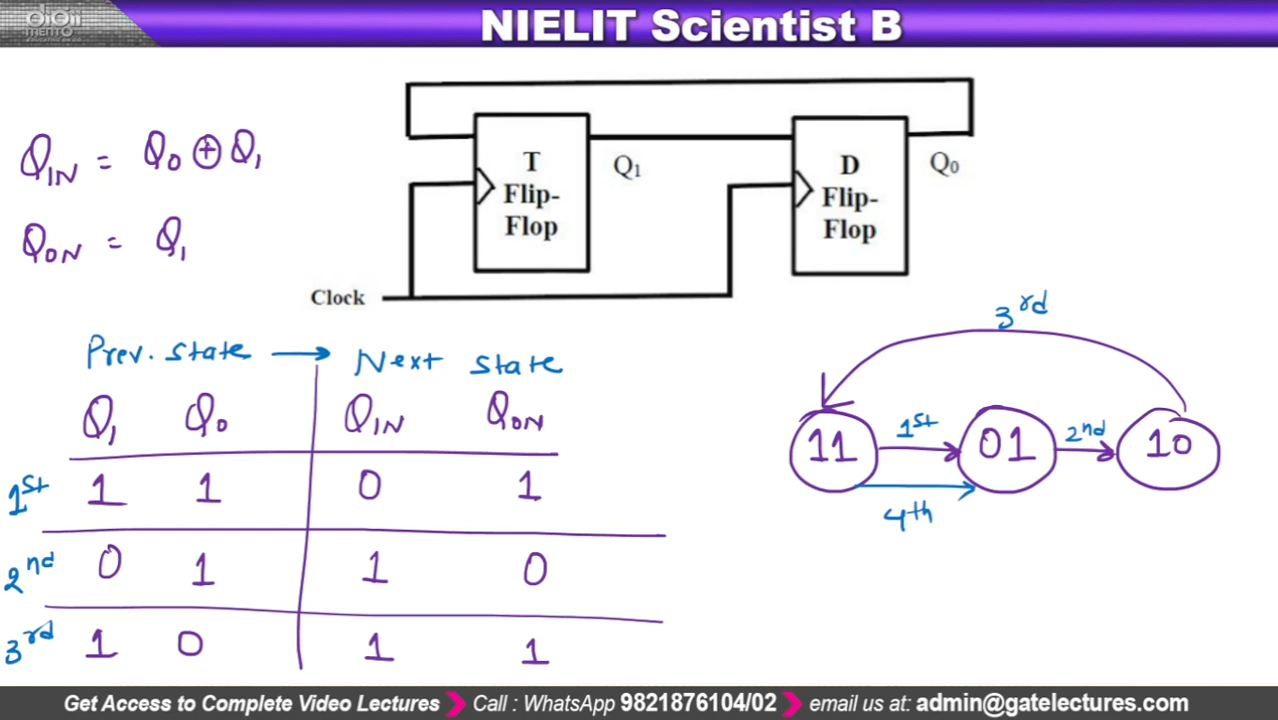 digii
MENTO
NIELIT Scientist B
Q1N = Q0 ⊕ Q1
Q0N = Q1
T
Flip-
Flop
Q1
D
Flip-
Flop
Q0
Clock
Prev. state → Next state
Q1 Q0 Q1N Q0N
1st 1 1 0 1
2nd 0 1 1 0
3rd 1 0 1 1
3rd
11 1st 01 2nd 10
4th
Get Access to Complete Video Lectures Call : WhatsApp 9821876104/02 email us at: admin@gatelectures.com